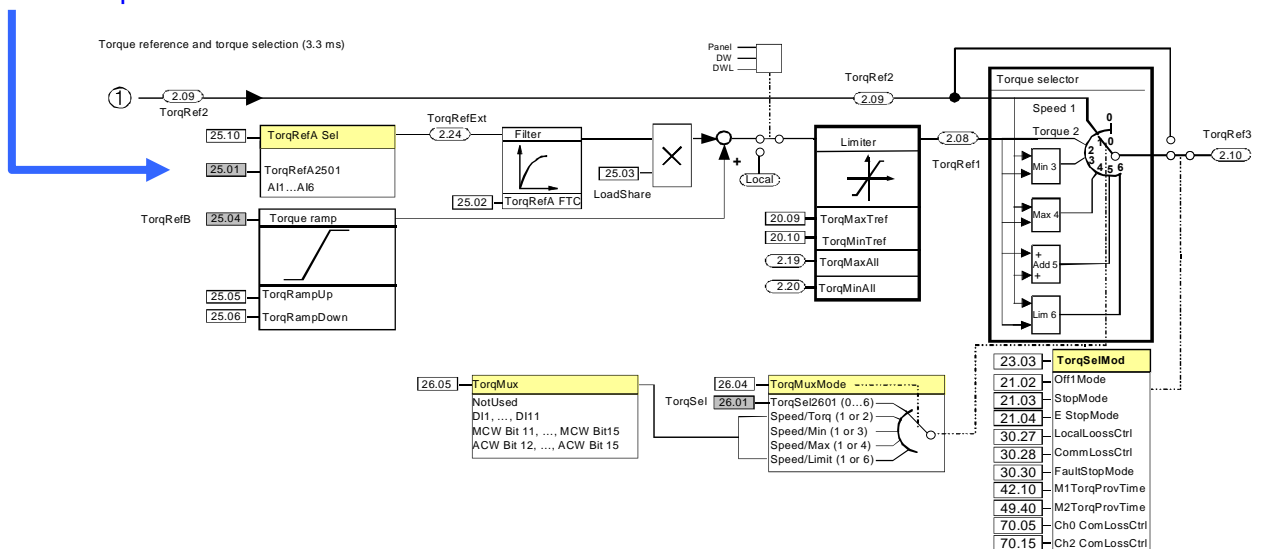 Torque reference and torque selection (3.3 ms)
Panel
DW
DWL
1
2.09
TorqRef2
TorqRef2
2.09
25.10
TorqRefA Sel
25.01
TorqRefA2501
AI1...AI6
TorqRefExt
2.24
Filter
25.02
TorqRefA FTC
25.03
LoadShare
+
Local
TorqRefB
25.04
Torque ramp
25.05
TorqRampUp
25.06
TorqRampDown
Limiter
20.09
TorqMaxTref
20.10
TorqMinTref
2.19
TorqMaxAll
2.20
TorqMinAll
2.08
TorqRef1
Torque selector
Speed 1
Torque 2
0
0
1
2
3
4
5
6
Min 3
Max 4
+
Add 5
+
Lim 6
TorqRef3
2.10
26.05
TorqMux
NotUsed
DI1, ..., DI11
MCW Bit 11, ..., MCW Bit15
ACW Bit 12, ..., ACW Bit 15
26.04
TorqMuxMode
TorqSel
26.01
TorqSel2601 (0...6)
Speed/Torq (1 or 2)
Speed/Min (1 or 3)
Speed/Max (1 or 4)
Speed/Limit (1 or 6)
23.03
TorqSelMod
21.02
Off1Mode
21.03
StopMode
21.04
E StopMode
30.27
LocalLoossCtrl
30.28
CommLossCtrl
30.30
FaultStopMode
42.10
M1TorqProvTime
49.40
M2TorqProvTime
70.05
Ch0 ComLossCtrl
70.15
Ch2 ComLossCtrl